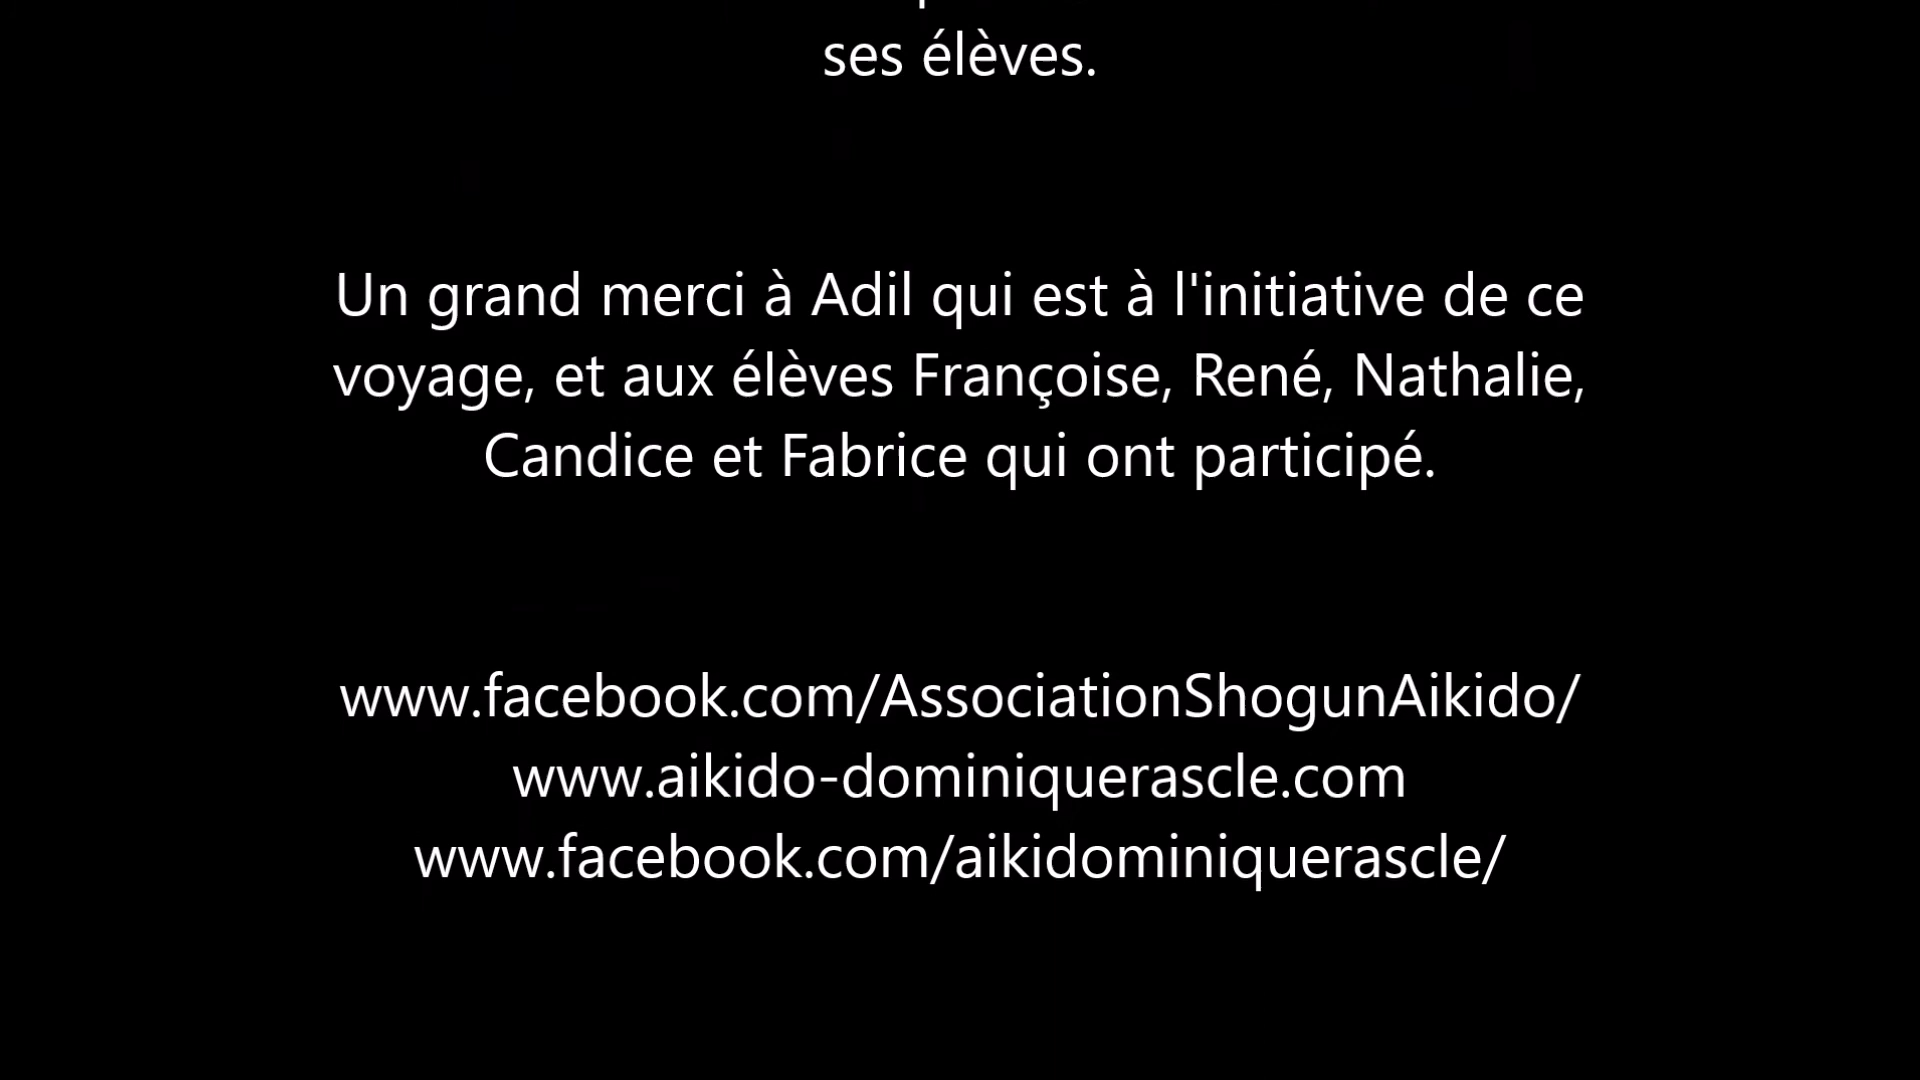 ses élèves.
Un grand merci à Adil qui est à l'initiative de ce
voyage, et aux élèves Françoise, René, Nathalie,
Candice et Fabrice qui ont participé.
www.facebook.com/AssociationShogunAikido/
www.aikido-dominiquerascle.com
www.facebook.com/aikidominiquerascle/